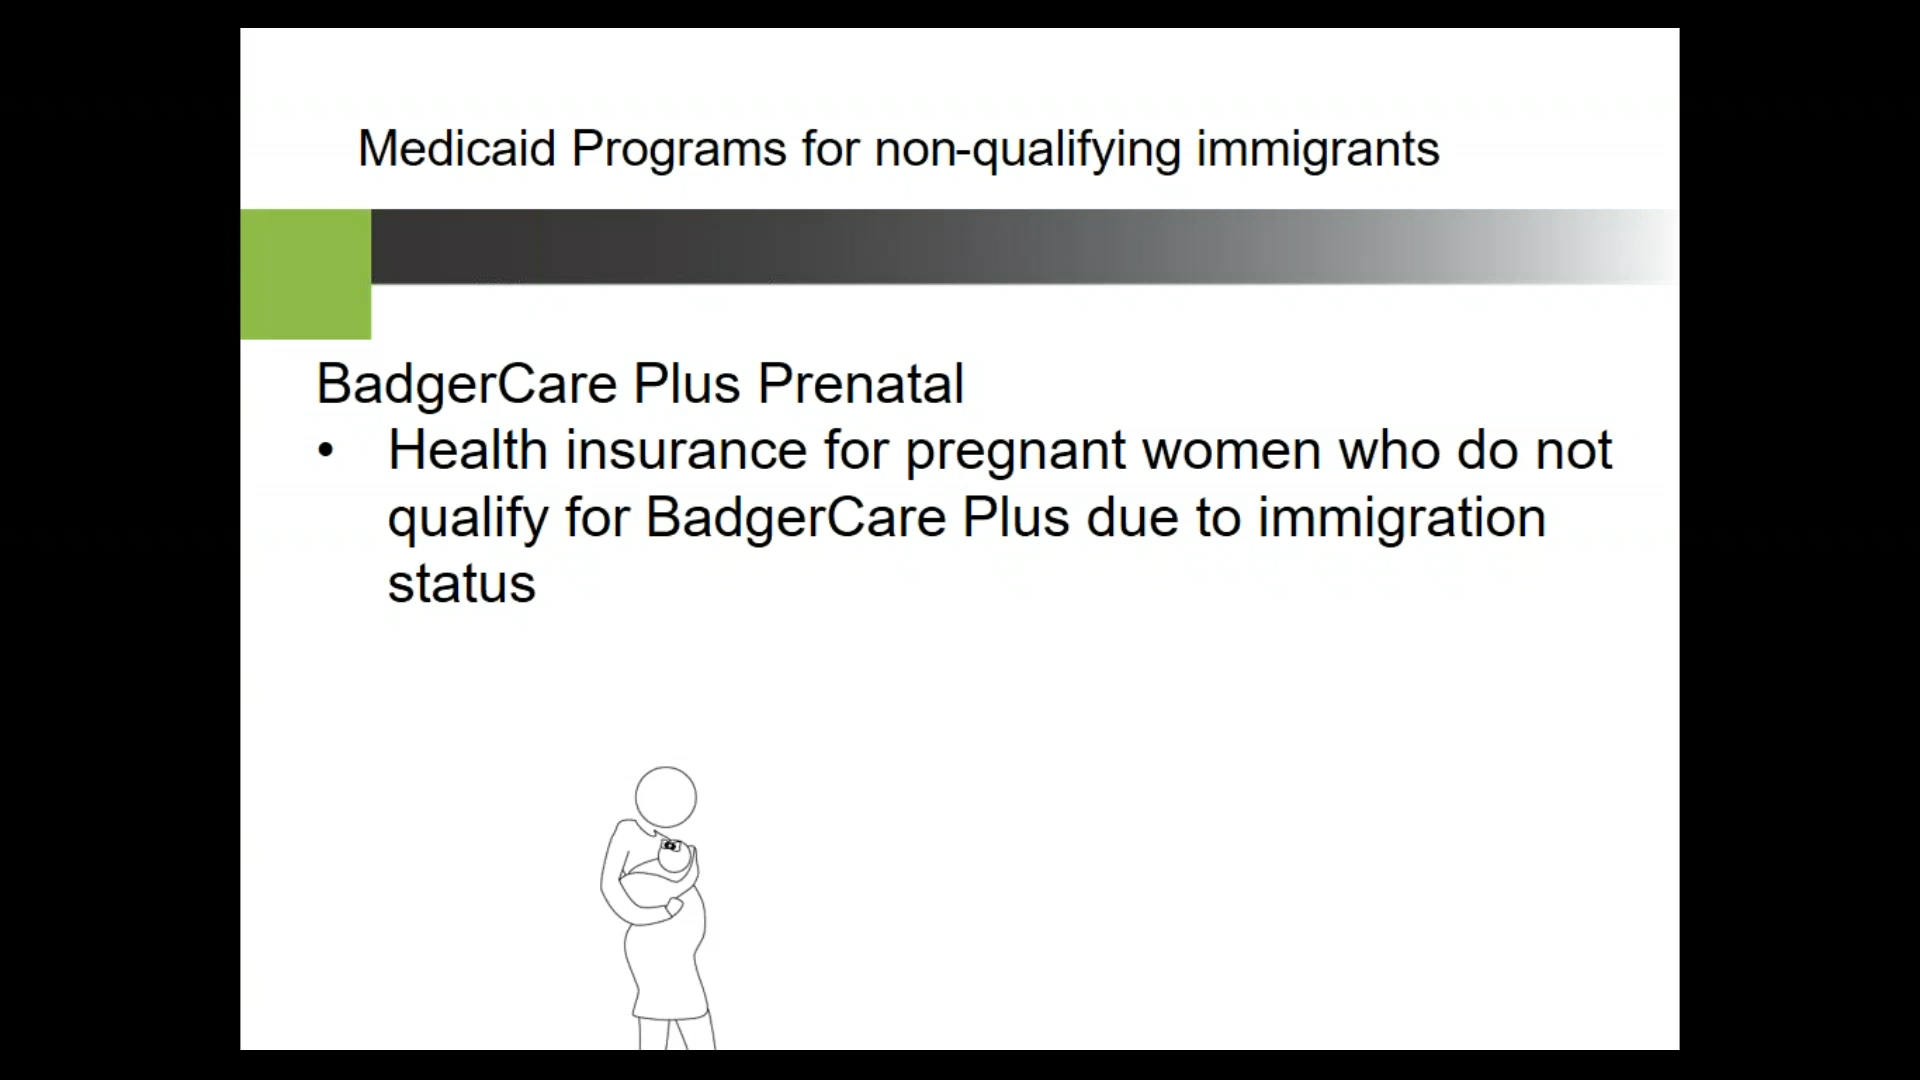 Medicaid Programs for non-qualifying immigrants
BadgerCare Plus Prenatal
• Health insurance for pregnant women who do not
qualify for BadgerCare Plus due to immigration
status